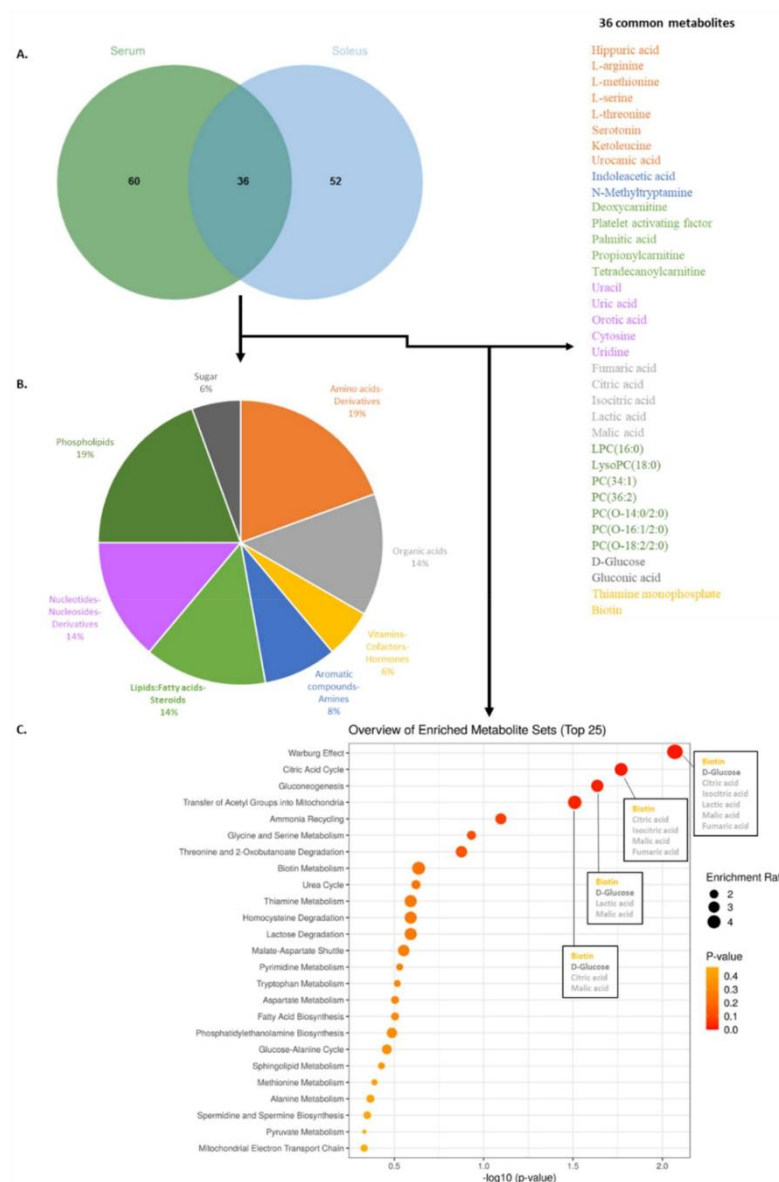 36 common metabolites
A.
Serum
Soleus
60
36
52
Hippuric acid
L-arginine
L-methionine
L-serine
L-threonine
Serotonin
Ketoleucine
Urocanic acid
Indoleacetic acid
N-Methyltryptamine
Deoxycarnitine
Platelet activating factor
Palmitic acid
Propionylcarnitine
Tetradecanoylcarnitine
Uracil
Uric acid
Orotic acid
Cytosine
Uridine
Fumaric acid
Citric acid
Isocitric acid
Lactic acid
Malic acid
LPC(16:0)
LysoPC(18:0)
PC(34:1)
PC(36:2)
PC(O-14:0/2:0)
PC(O-16:1/2:0)
PC(O-18:2/2:0)
D-Glucose
Gluconic acid
Thiamine monophosphate
Biotin
B.
Sugar
6%
Amino acids-
Derivatives
19%
Phospholipids
19%
Organic acids
14%
Nucleotides-
Nucleosides-
Derivatives
14%
Vitamins-
Cofactors-
Hormones
6%
Lipids:Fatty acids-
Steroids
14%
Aromatic
compounds-
Amines
8%
C.
Overview of Enriched Metabolite Sets (Top 25)
Warburg Effect
Citric Acid Cycle
Gluconeogenesis
Transfer of Acetyl Groups into Mitochondria
Ammonia Recycling
Glycine and Serine Metabolism
Threonine and 2-Oxobutanoate Degradation
Biotin Metabolism
Urea Cycle
Thiamine Metabolism
Homocysteine Degradation
Lactose Degradation
Malate-Aspartate Shuttle
Pyrimidine Metabolism
Tryptophan Metabolism
Aspartate Metabolism
Fatty Acid Biosynthesis
Phosphatidylethanolamine Biosynthesis
Glucose-Alanine Cycle
Sphingolipid Metabolism
Methionine Metabolism
Alanine Metabolism
Spermidine and Spermine Biosynthesis
Pyruvate Metabolism
Mitochondrial Electron Transport Chain
Biotin
D-Glucose
Citric acid
Isocitric acid
Lactic acid
Malic acid
Fumaric acid
Biotin
Citric acid
Isocitric acid
Malic acid
Fumaric acid
Biotin
D-Glucose
Lactic acid
Malic acid
Biotin
D-Glucose
Citric acid
Malic acid
Enrichment Rat
2
3
4
P-value
0.4
0.3
0.2
0.1
0.0
0.5
1.0
1.5
2.0
-log10 (p-value)